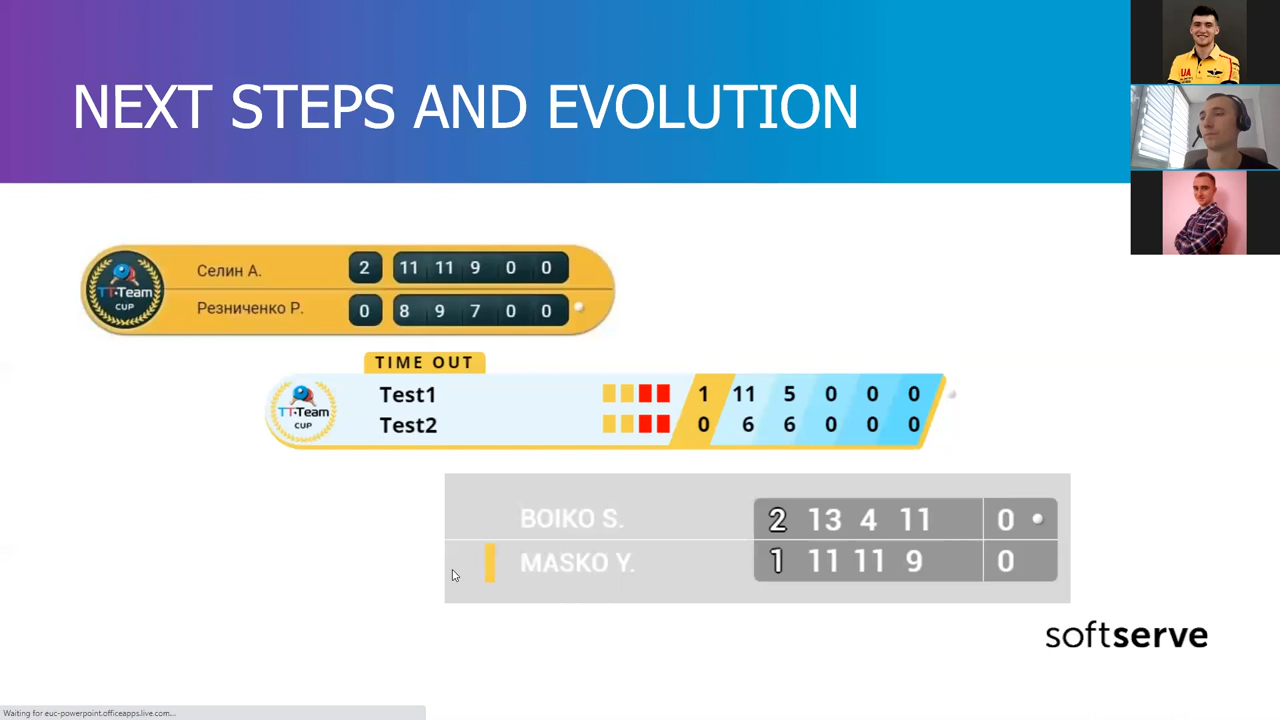 NEXT STEPS AND EVOLUTION
UA
TT·Team
CUP
Селин А. 2 11 11 9 0 0
Резниченко Р. 0 8 9 7 0 0
TIME OUT
TT·Team
CUP
Test1 1 11 5 0 0 0
Test2 0 6 6 0 0 0
BOIKO S. 2 13 4 11 0
MASKO Y. 1 11 11 9 0
softserve
Waiting for euc-powerpoint.officeapps.live.com...